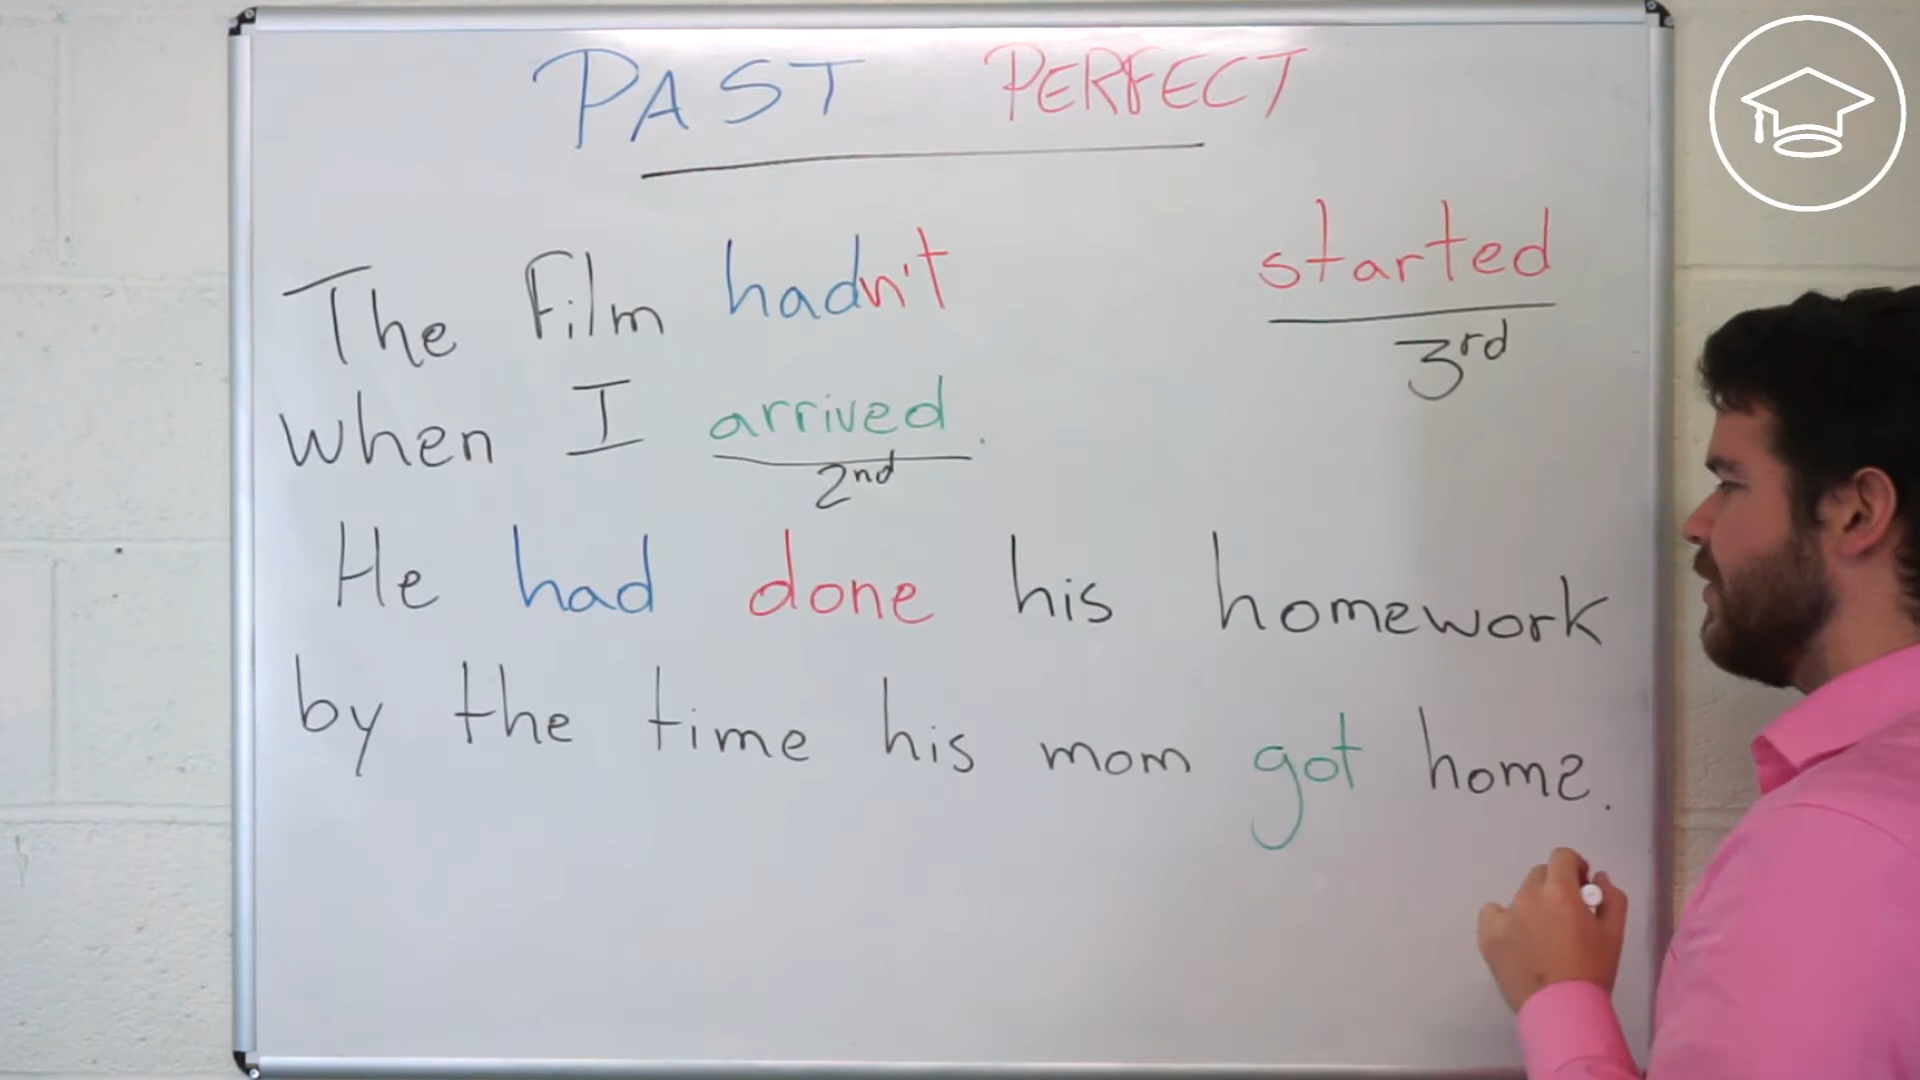 PAST PERFECT
The film hadn't started
3rd
when I arrived.
2nd
He had done his homework
by the time his mom got home.